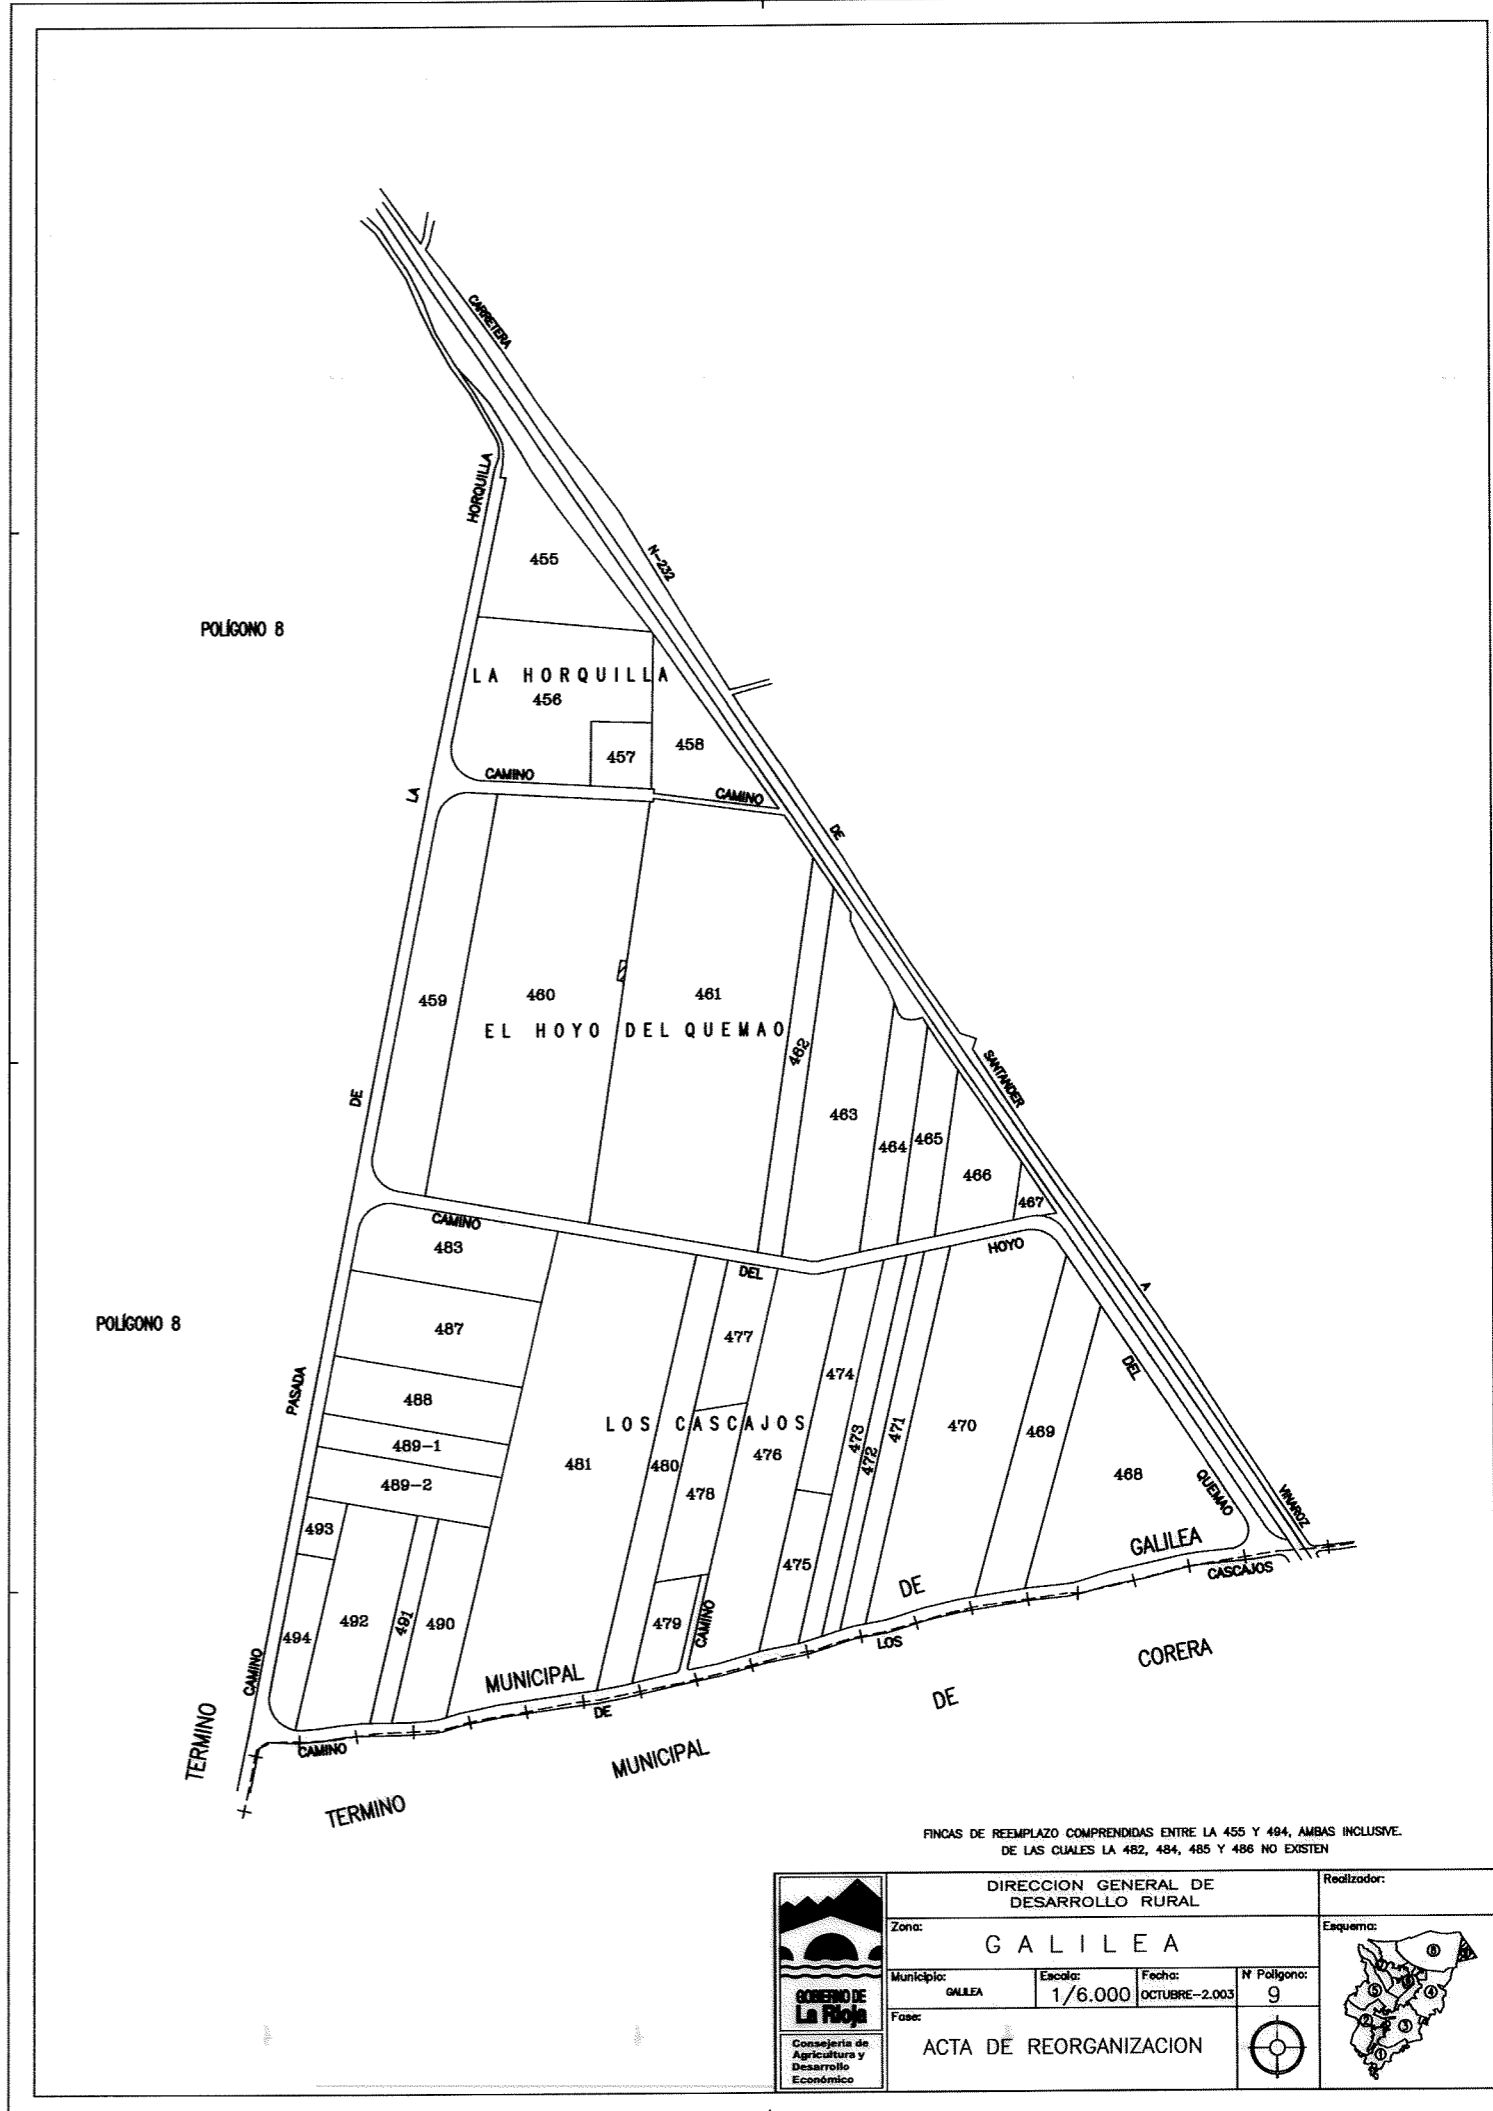 CARRETERA
HORQUILLA
N-232
455
POLÍGONO 8
LA HORQUILLA
456
457
458
CAMINO
CAMINO
LA
DE
459
460
461
EL HOYO DEL QUEMAO
462
SANTANDER
DE
463
464
465
466
467
CAMINO
483
DEL
HOYO
A
POLÍGONO 8
487
477
474
DEL
PASADA
488
LOS CASCAJOS
489-1
481
480
476
473
472
471
470
469
468
489-2
478
QUEMAO
VINAROZ
493
475
GALILEA
CASCAJOS
DE
494
492
491
490
479
CAMINO
LOS
CORERA
CAMINO
MUNICIPAL
DE
DE
TERMINO
CAMINO
MUNICIPAL
TERMINO
FINCAS DE REEMPLAZO COMPRENDIDAS ENTRE LA 455 Y 494, AMBAS INCLUSIVE.
DE LAS CUALES LA 482, 484, 485 Y 486 NO EXISTEN
DIRECCION GENERAL DE
DESARROLLO RURAL
Realizador:
Zona:
GALILEA
Esquema:
Municipio:
GALILEA
Escala:
1/6.000
Fecha:
OCTUBRE-2.003
Nº Poligono:
9
Fase:
ACTA DE REORGANIZACION
GOBIERNO DE
La Rioja
Consejería de
Agricultura y
Desarrollo
Económico
8
5
4
2
3
1